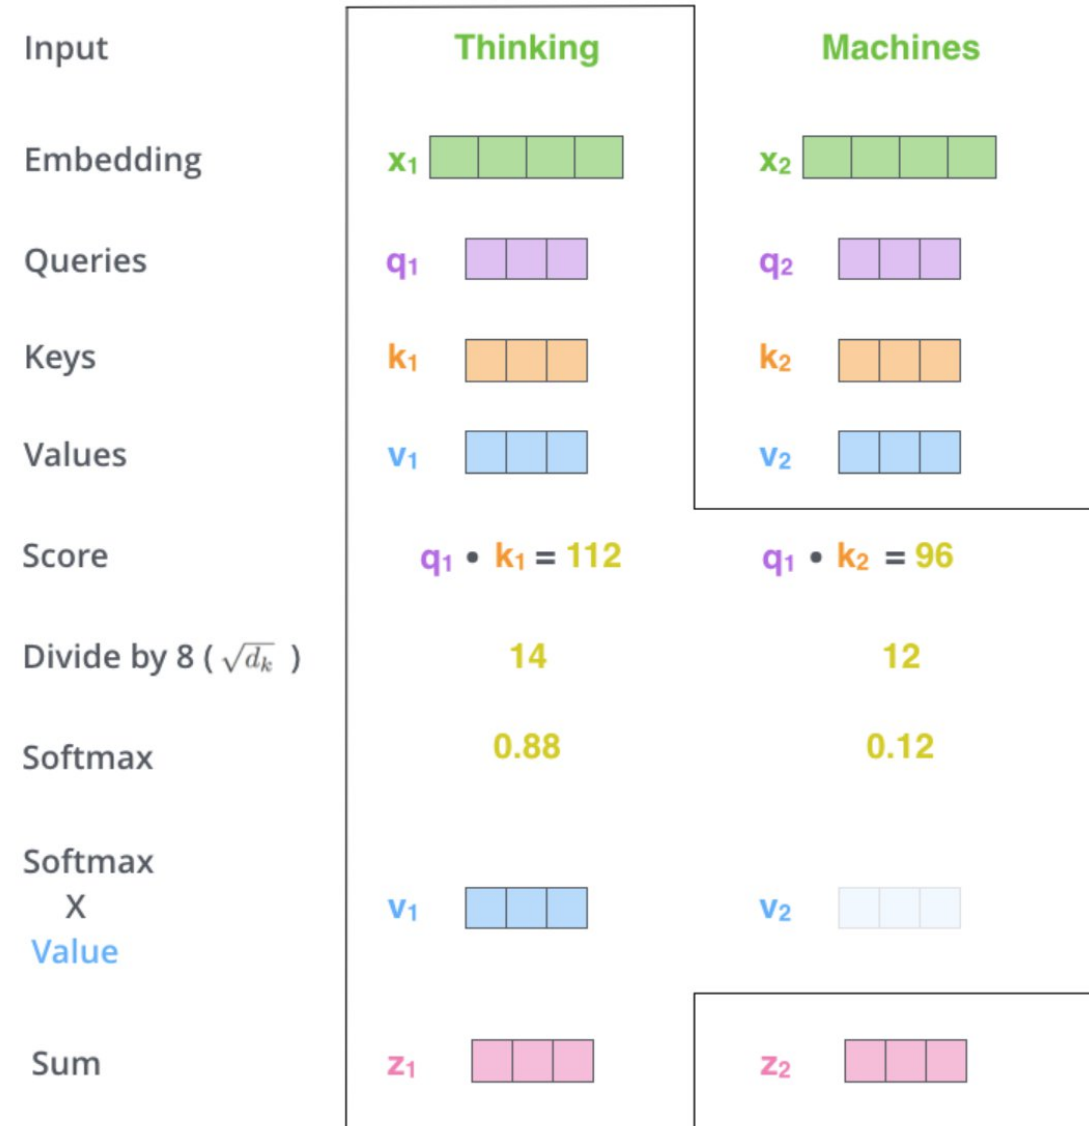 Input Thinking Machines
Embedding x₁ x₂
Queries q₁ q₂
Keys k₁ k₂
Values v₁ v₂
Score q₁ • k₁ = 112 q₁ • k₂ = 96
Divide by 8 ( √dₖ ) 14 12
Softmax 0.88 0.12
Softmax
X
Value v₁ v₂
Sum z₁ z₂